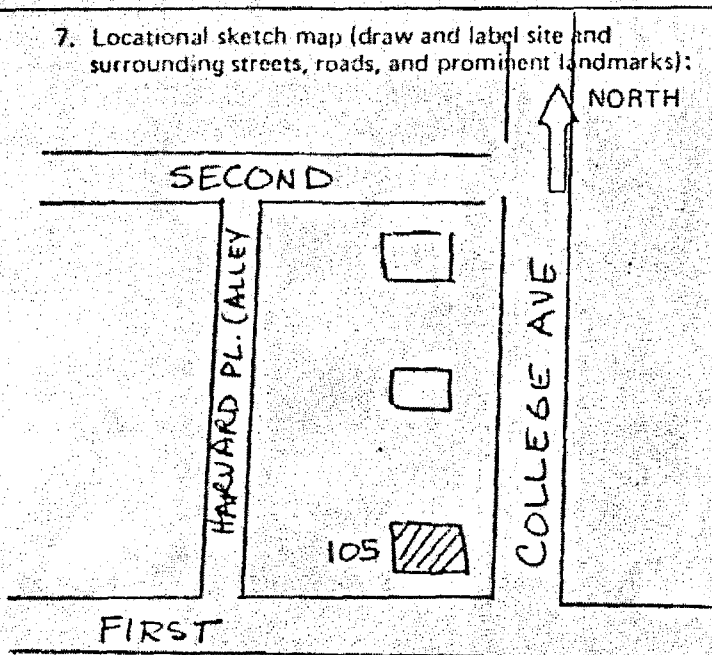 7. Locational sketch map (draw and label site and
surrounding streets, roads, and prominent landmarks):
NORTH
SECOND
HARVARD PL. (ALLEY
COLLEGE AVE
105
FIRST